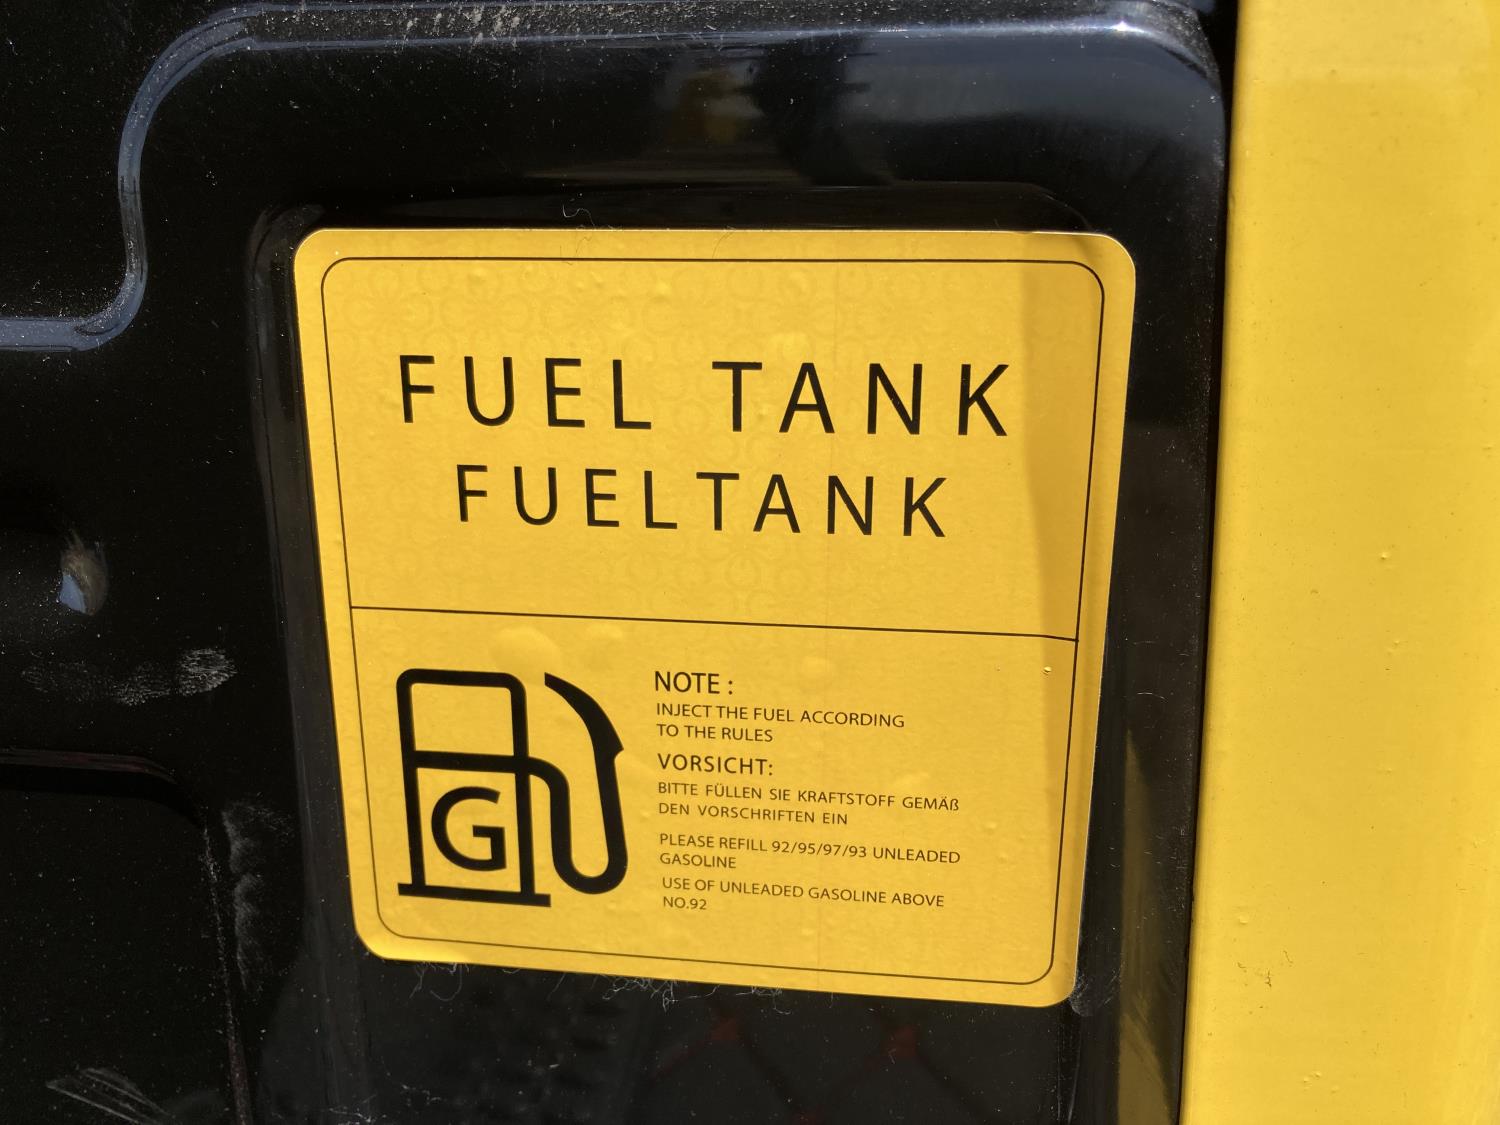 FUEL TANK
FUELTANK
G
NOTE :
INJECT THE FUEL ACCORDING
TO THE RULES
VORSICHT:
BITTE FÜLLEN SIE KRAFTSTOFF GEMÄß
DEN VORSCHRIFTEN EIN
PLEASE REFILL 92/95/97/93 UNLEADED
GASOLINE
USE OF UNLEADED GASOLINE ABOVE
NO.92